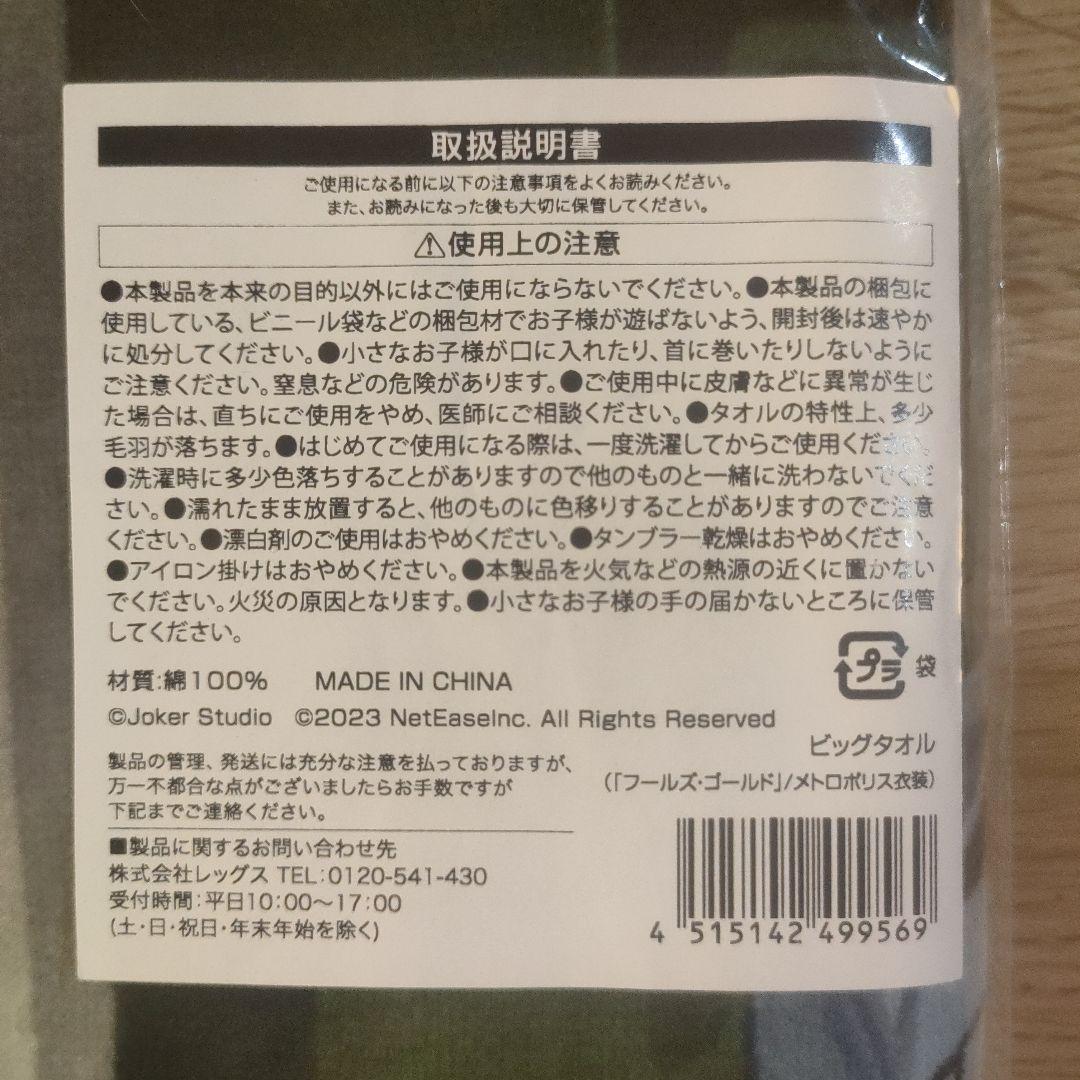 取扱説明書
ご使用になる前に以下の注意事項をよくお読みください。
また、お読みになった後も大切に保管してください。
⚠使用上の注意
●本製品を本来の目的以外にはご使用にならないでください。●本製品の梱包に
使用している、ビニール袋などの梱包材でお子様が遊ばないよう、開封後は速やか
に処分してください。●小さなお子様が口に入れたり、首に巻いたりしないように
ご注意ください。窒息などの危険があります。●ご使用中に皮膚などに異常が生じ
た場合は、直ちにご使用をやめ、医師にご相談ください。●タオルの特性上、多少
毛羽が落ちます。●はじめてご使用になる際は、一度洗濯してからご使用ください。
●洗濯時に多少色落ちすることがありますので他のものと一緒に洗わないでくだ
さい。●濡れたまま放置すると、他のものに色移りすることがありますのでご注意
ください。●漂白剤のご使用はおやめください。●タンブラー乾燥はおやめください。
●アイロン掛けはおやめください。●本製品を火気などの熱源の近くに置かない
でください。火災の原因となります。●小さなお子様の手の届かないところに保管
してください。
プラ 袋
材質:綿100% MADE IN CHINA
©Joker Studio ©2023 NetEaseInc. All Rights Reserved
製品の管理、発送には充分な注意を払っておりますが、
万一不都合な点がございましたらお手数ですが
下記までご連絡ください。
■製品に関するお問い合わせ先
株式会社レッグス TEL:0120-541-430
受付時間:平日10:00〜17:00
(土・日・祝日・年末年始を除く)
ビッグタオル
(「フールズ・ゴールド」/メトロポリス衣装)
4 515142 499569